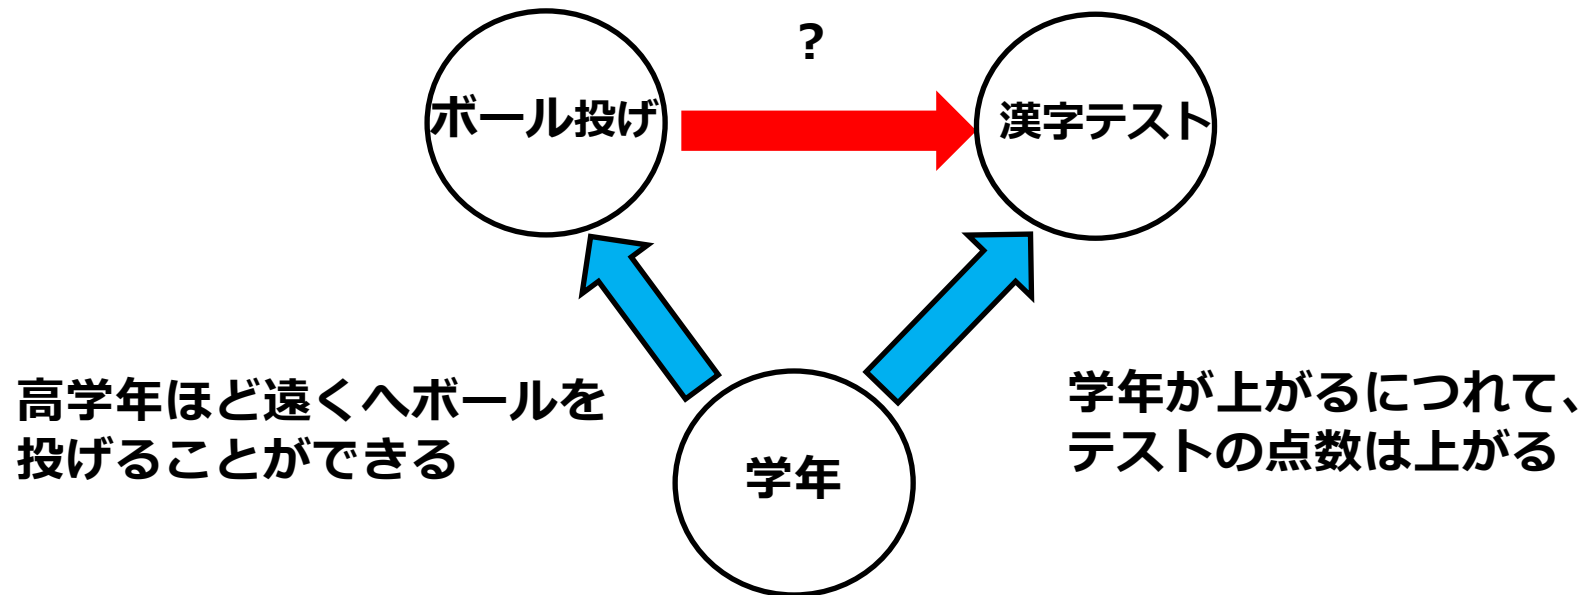 ?
ボール投げ
漢字テスト
高学年ほど遠くへボールを
投げることができる
学年が上がるにつれて、
テストの点数は上がる
学年